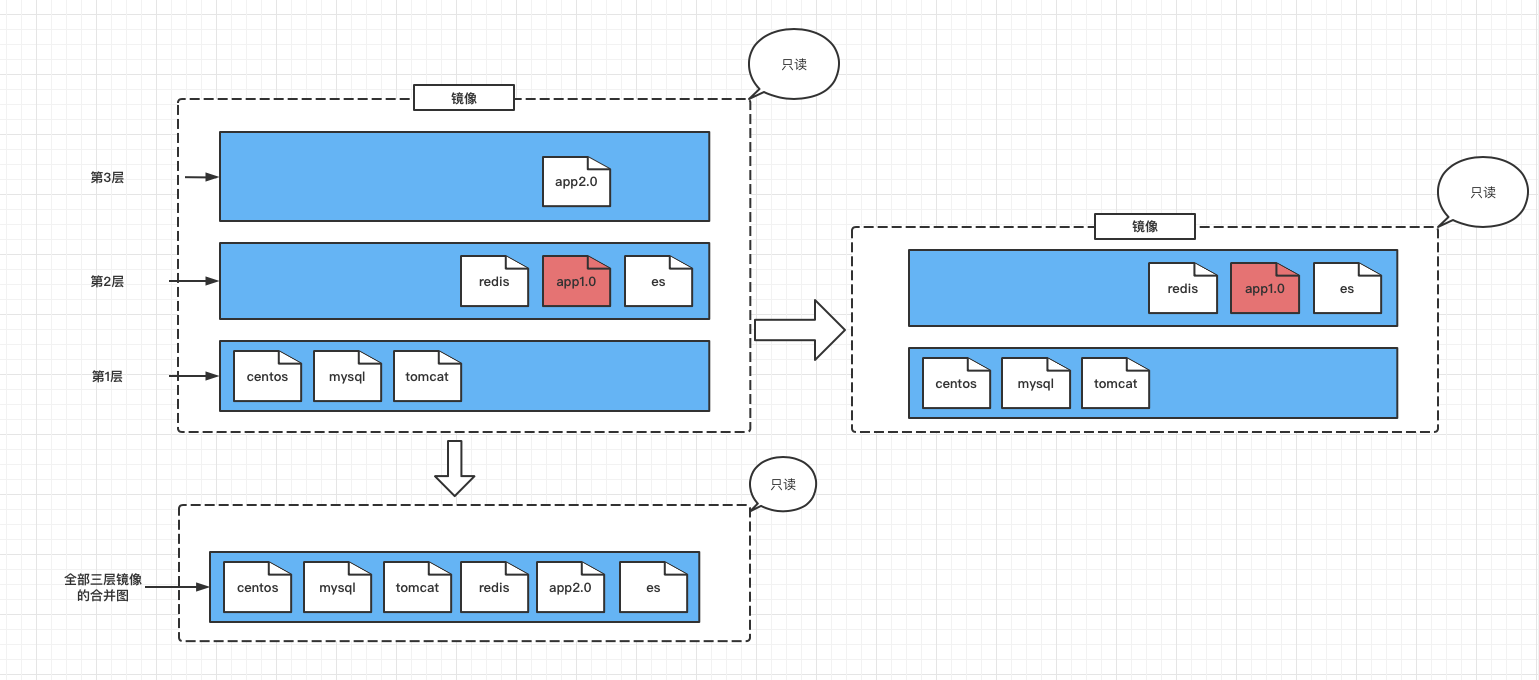 只读
镜像
第3层
app2.0
第2层
redis
app1.0
es
第1层
centos
mysql
tomcat
只读
镜像
redis
app1.0
es
centos
mysql
tomcat
只读
全部三层镜像
的合并图
centos
mysql
tomcat
redis
app2.0
es